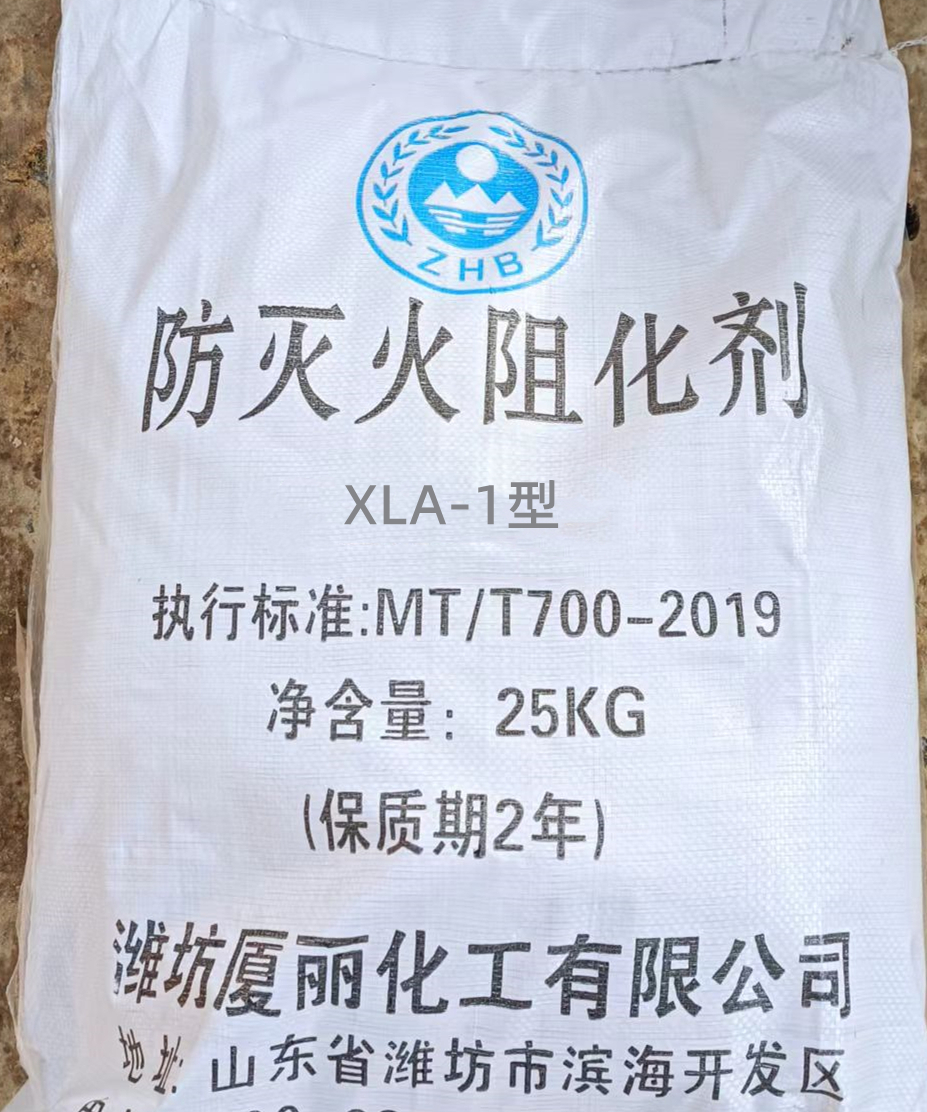 ZHB
防灭火阻化剂
XLA-1型
执行标准:MT/T700-2019
净含量：25KG
(保质期2年)
潍坊厦丽化工有限公司
地址:山东省潍坊市滨海开发区